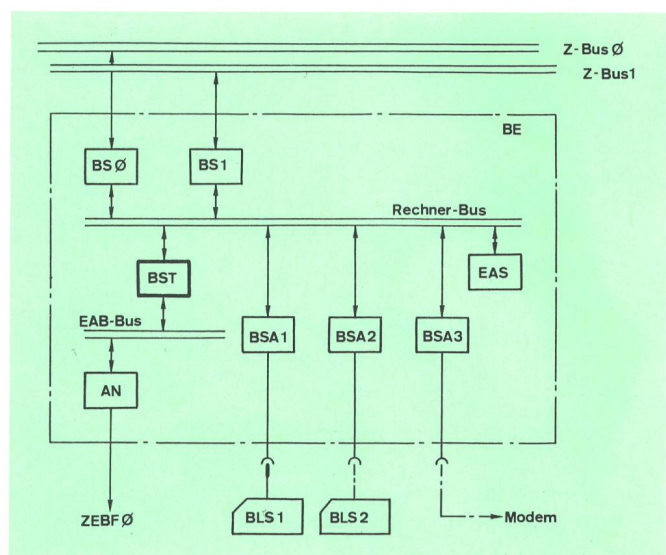 Z-Bus Ø
Z-Bus1
BE
BSØ
BS1
Rechner-Bus
BST
EAS
EAB-Bus
BSA1
BSA2
BSA3
AN
ZEBFØ
BLS1
BLS2
Modem